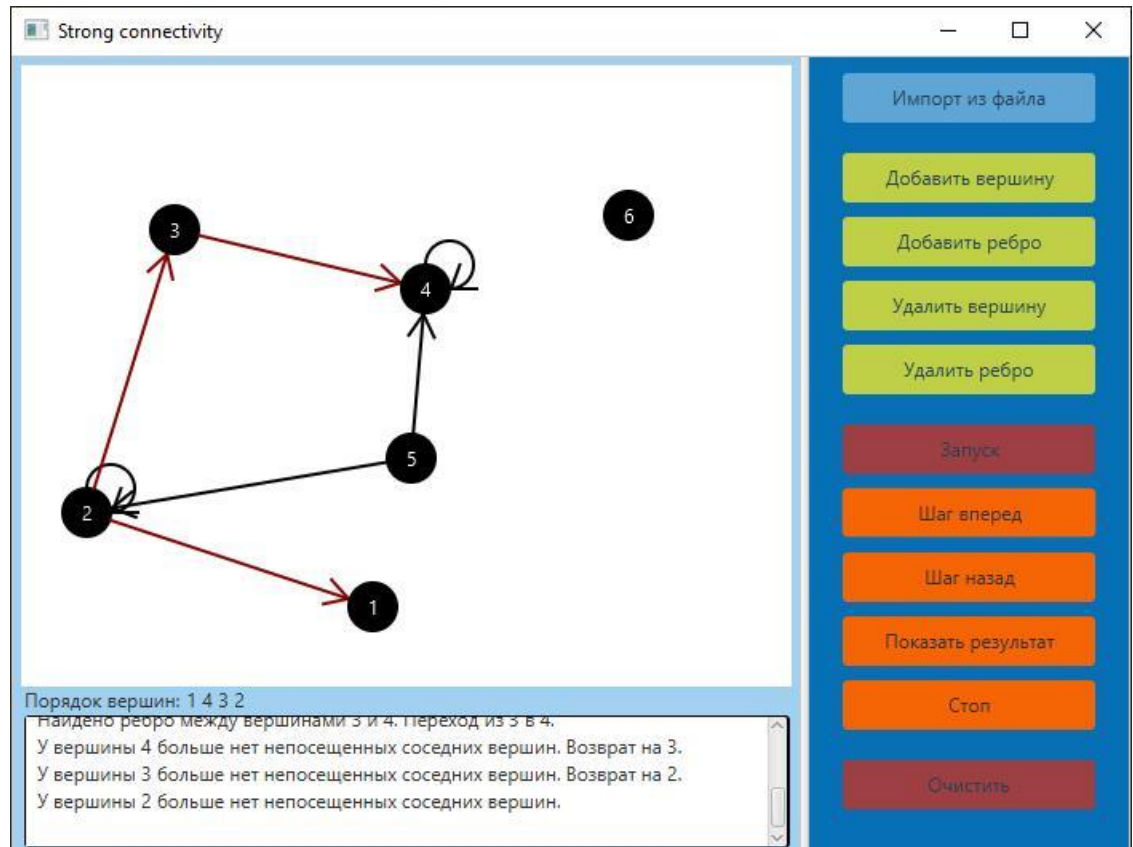 Strong connectivity
3
6
4
5
2
1
Порядок вершин: 1 4 3 2
Найдено ребро между вершинами 3 и 4. Переход из 3 в 4.
У вершины 4 больше нет непосещенных соседних вершин. Возврат на 3.
У вершины 3 больше нет непосещенных соседних вершин. Возврат на 2.
У вершины 2 больше нет непосещенных соседних вершин.
Импорт из файла
Добавить вершину
Добавить ребро
Удалить вершину
Удалить ребро
Запуск
Шаг вперед
Шаг назад
Показать результат
Стоп
Очистить